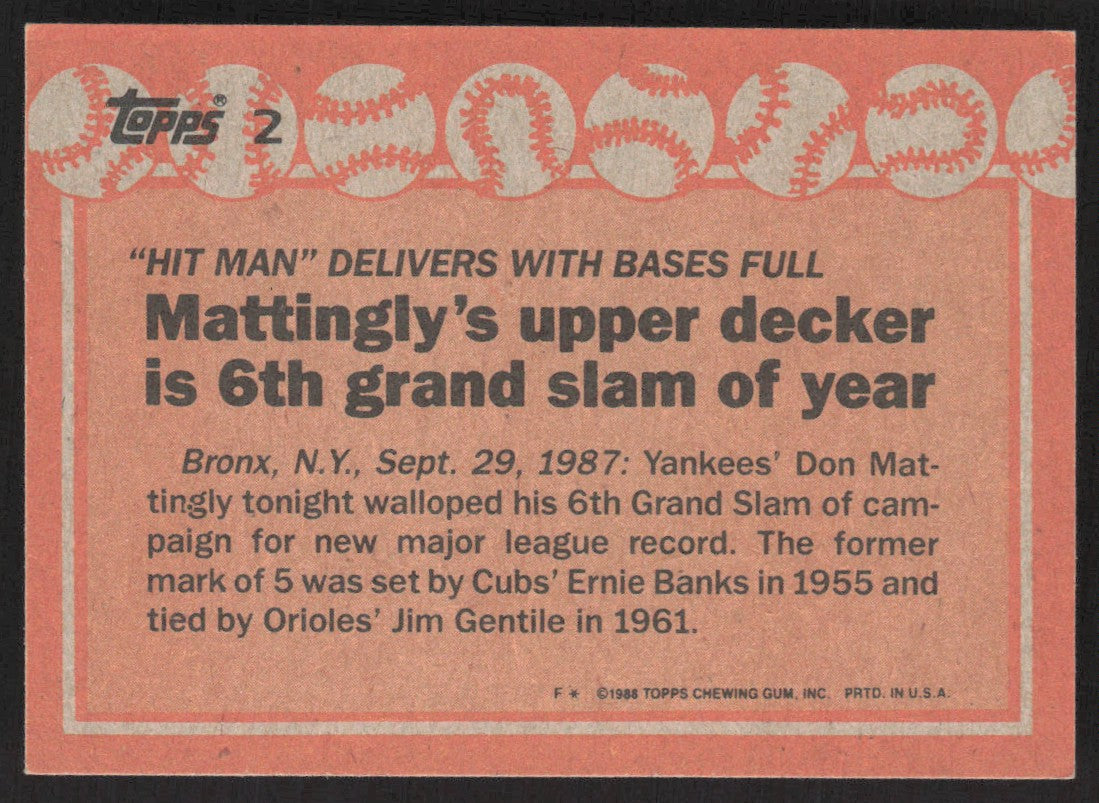 Topps® 2
“HIT MAN” DELIVERS WITH BASES FULL
Mattingly’s upper decker
is 6th grand slam of year
Bronx, N.Y., Sept. 29, 1987: Yankees’ Don Mat-
tingly tonight walloped his 6th Grand Slam of cam-
paign for new major league record. The former
mark of 5 was set by Cubs’ Ernie Banks in 1955 and
tied by Orioles’ Jim Gentile in 1961.
F * ©1988 TOPPS CHEWING GUM, INC. PRTD. IN U.S.A.